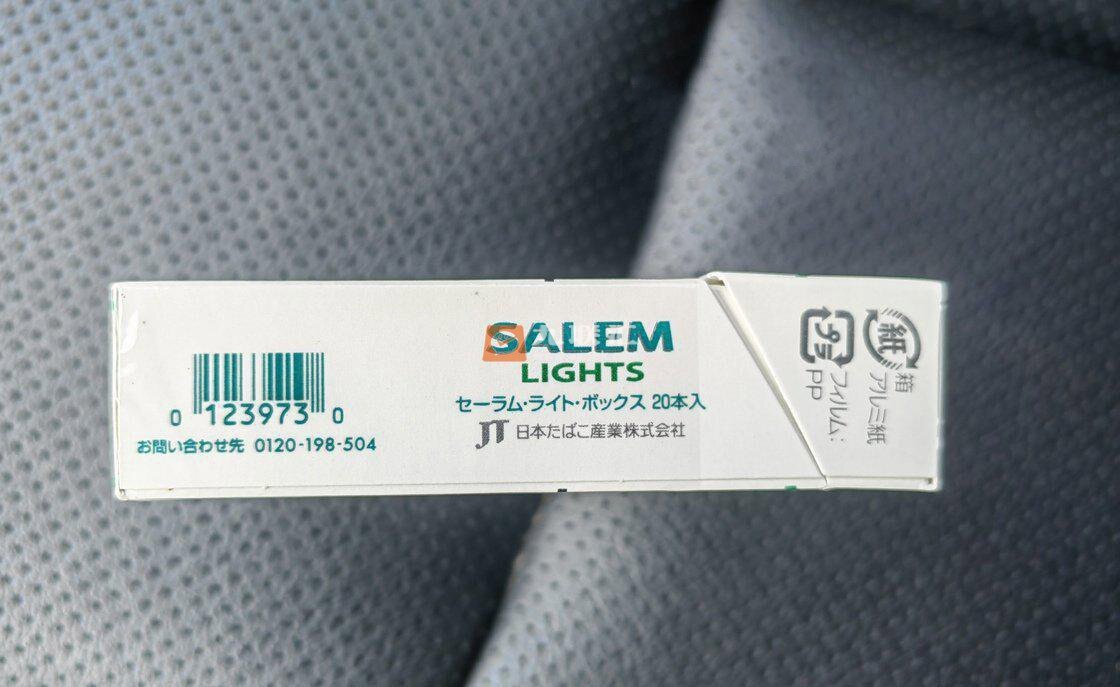 0 123973 0
お問い合わせ先 0120-198-504
SALEM
LIGHTS
セーラム・ライト・ボックス 20本入
JT 日本たばこ産業株式会社
紙
箱
アルミ紙
プラ
フィルム:
PP